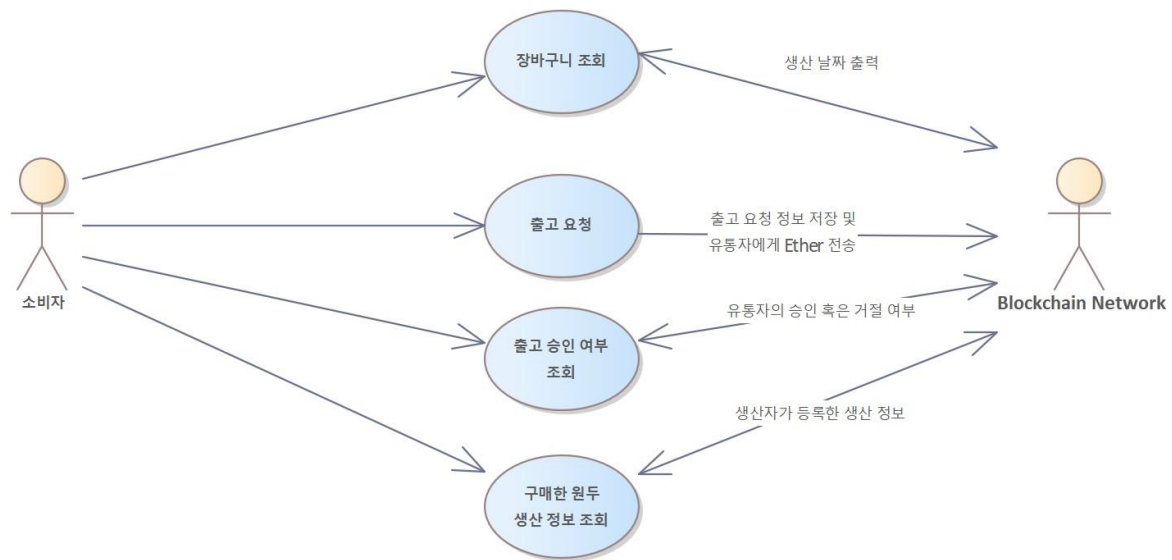 장바구니 조회
생산 날짜 출력
출고 요청
출고 요청 정보 저장 및
유통자에게 Ether 전송
소비자
Blockchain Network
유통자의 승인 혹은 거절 여부
출고 승인 여부
조회
생산자가 등록한 생산 정보
구매한 원두
생산 정보 조회